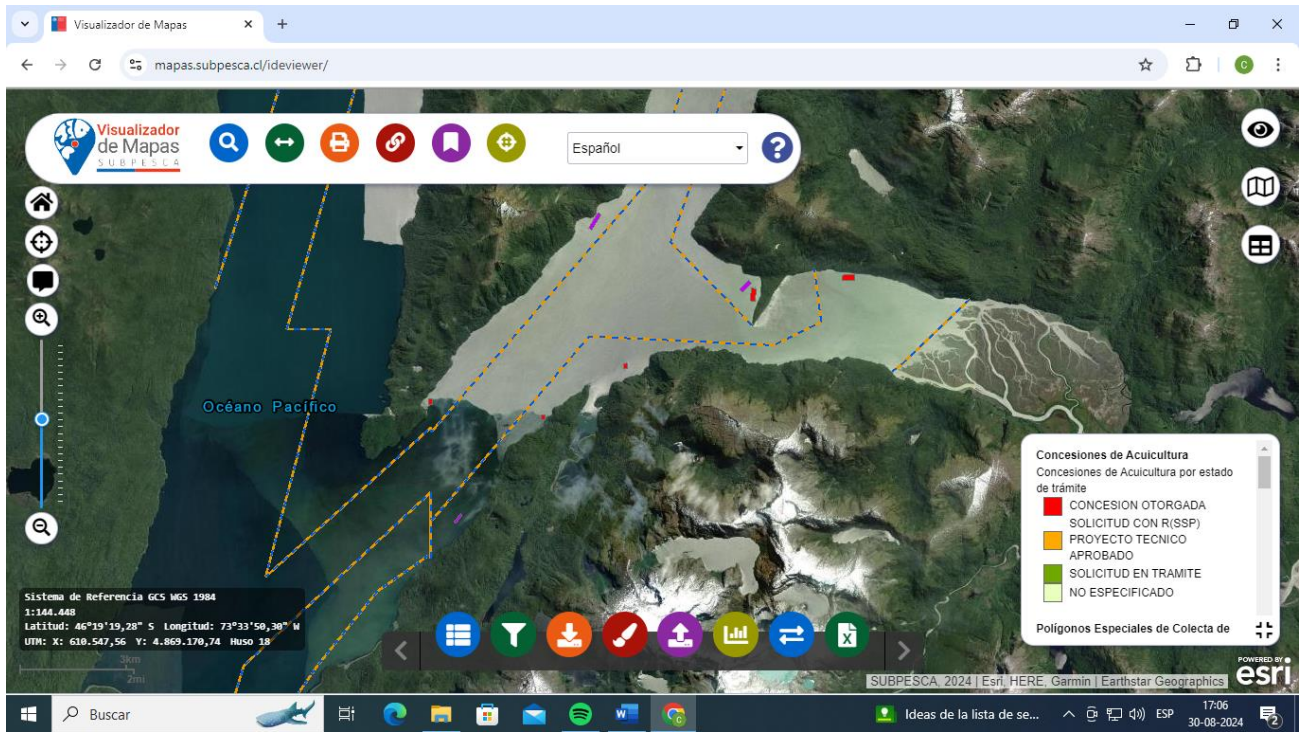 Visualizador de Mapas
mapas.subpesca.cl/ideviewer/
C
Visualizador
de Mapas
SUBPESCA
Español
?
Océano Pacífico
Concesiones de Acuicultura
Concesiones de Acuicultura por estado
de trámite
CONCESION OTORGADA
SOLICITUD CON R(SSP)
PROYECTO TECNICO
APROBADO
SOLICITUD EN TRAMITE
NO ESPECIFICADO
Polígonos Especiales de Colecta de
Sistema de Referencia GCS WGS 1984
1:144.448
Latitud: 46°19'19,28" S Longitud: 73°33'50,30" W
UTM: X: 610.547,56 Y: 4.869.170,74 Huso 18
3km
2mi
SUBPESCA, 2024 | Esri, HERE, Garmin | Earthstar Geographics
POWERED BY
esri
Buscar
Ideas de la lista de se...
ESP
17:06
30-08-2024
2